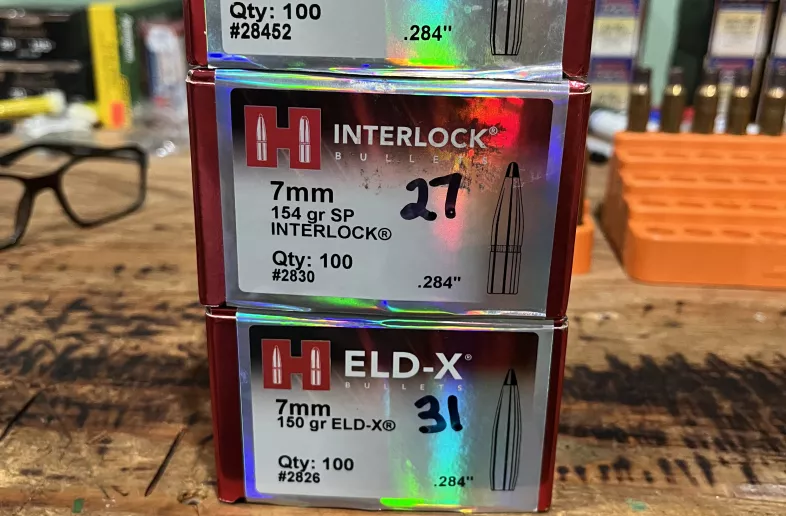 Qty: 100
#28452
.284"
H INTERLOCK®
BULLETS
7mm
27
154 gr SP
INTERLOCK®
Qty: 100
#2830
.284"
H ELD-X®
BULLETS
7mm
31
150 gr ELD-X®
Qty: 100
#2826
.284"